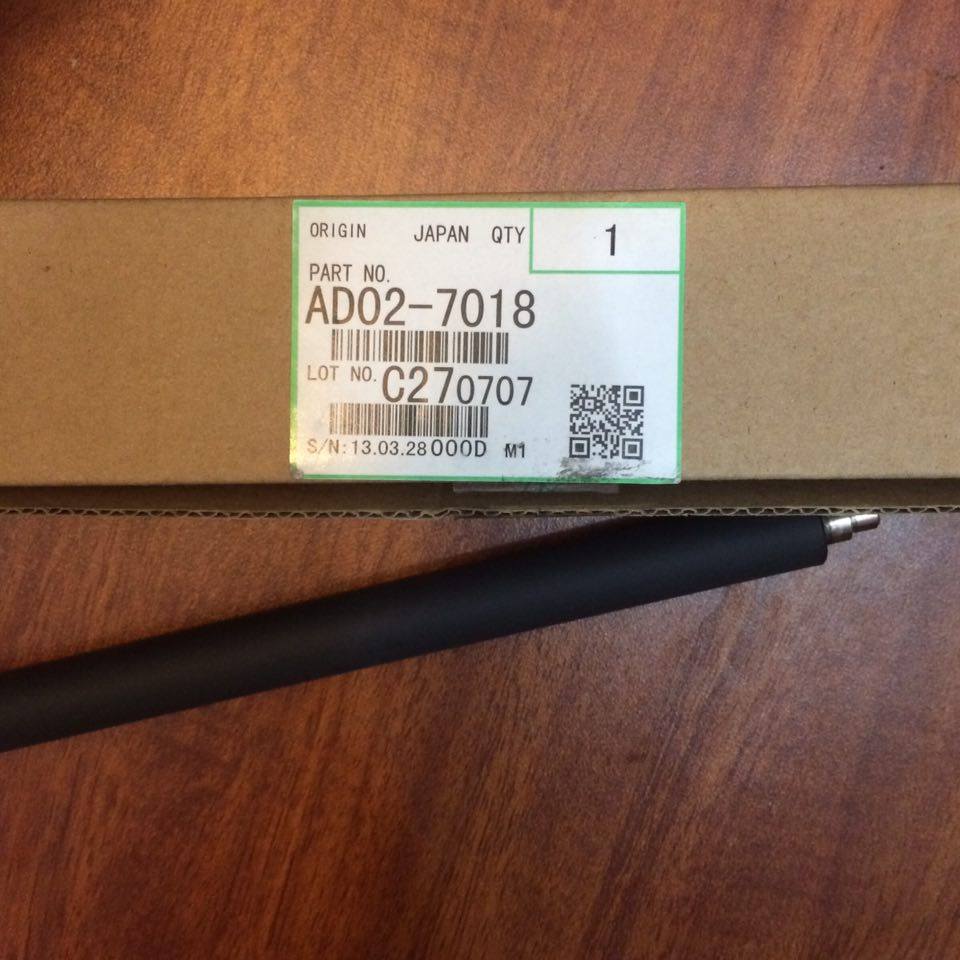 ORIGIN JAPAN QTY 1
PART NO.
AD02-7018
LOT NO. C270707
S/N:13.03.28000D M1